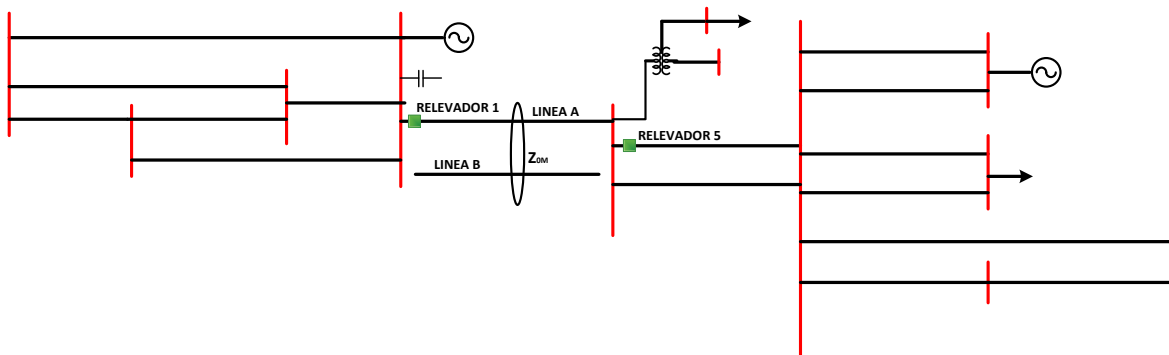 RELEVADOR 1
LINEA A
RELEVADOR 5
LINEA B
Z0M